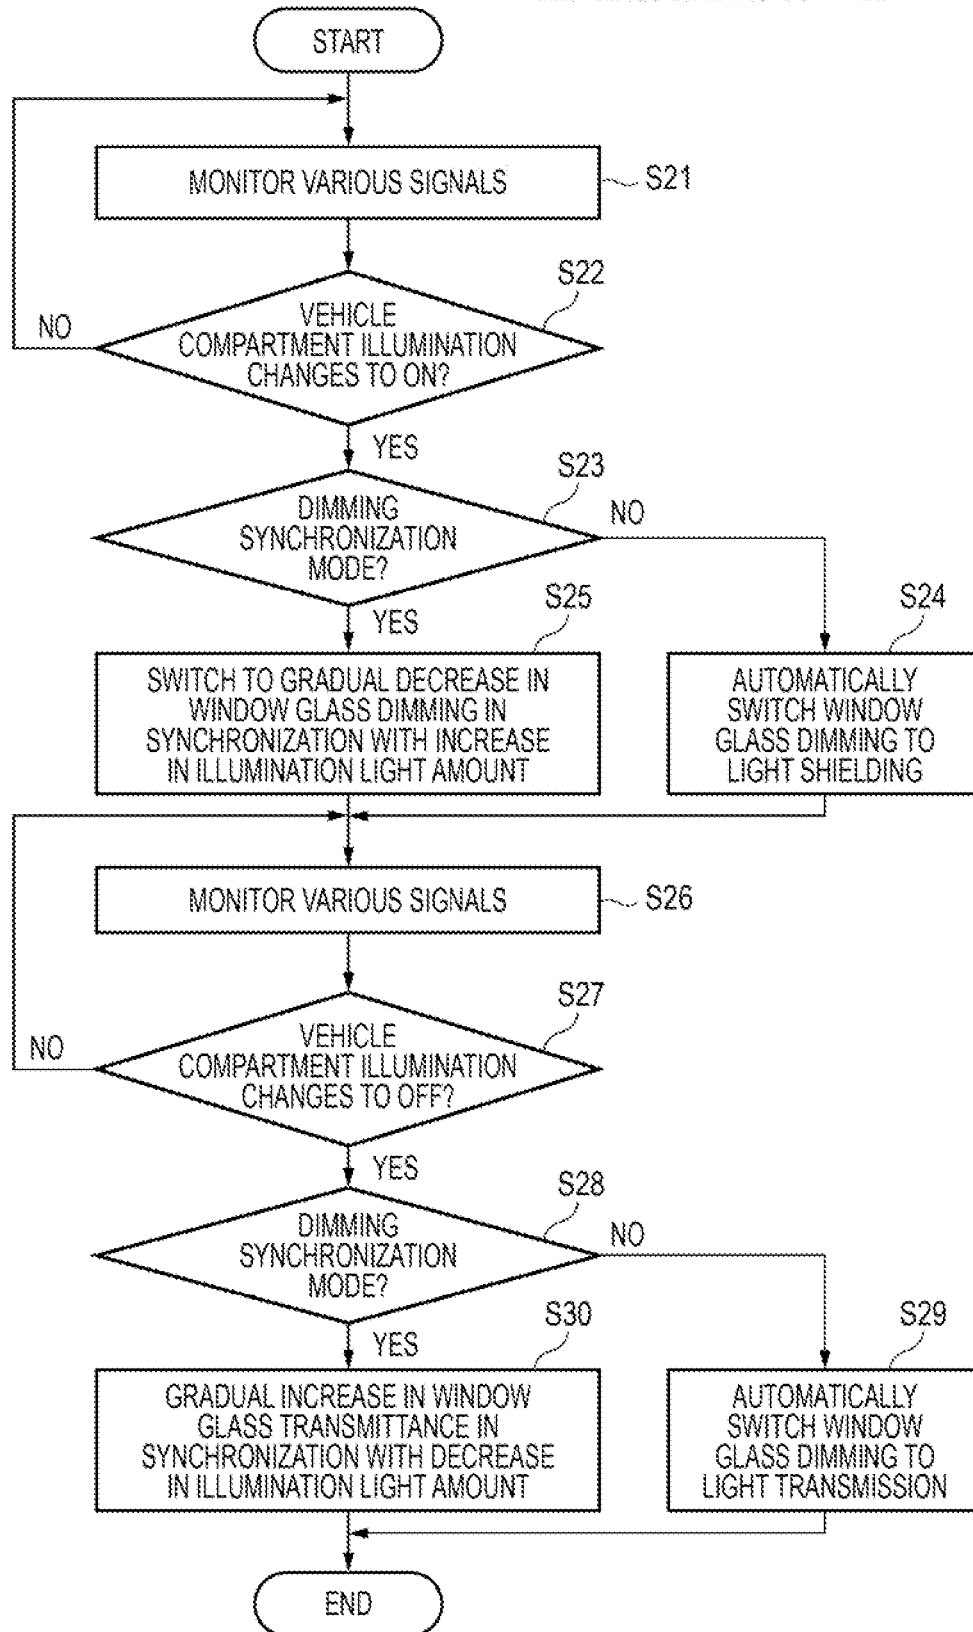 START
MONITOR VARIOUS SIGNALS
S21
S22
VEHICLE
COMPARTMENT ILLUMINATION
CHANGES TO ON?
NO
YES
S23
DIMMING
SYNCHRONIZATION
MODE?
NO
YES
S25
SWITCH TO GRADUAL DECREASE IN
WINDOW GLASS DIMMING IN
SYNCHRONIZATION WITH INCREASE
IN ILLUMINATION LIGHT AMOUNT
S24
AUTOMATICALLY
SWITCH WINDOW
GLASS DIMMING TO
LIGHT SHIELDING
MONITOR VARIOUS SIGNALS
S26
S27
VEHICLE
COMPARTMENT ILLUMINATION
CHANGES TO OFF?
NO
YES
S28
DIMMING
SYNCHRONIZATION
MODE?
NO
YES
S30
GRADUAL INCREASE IN WINDOW
GLASS TRANSMITTANCE IN
SYNCHRONIZATION WITH DECREASE
IN ILLUMINATION LIGHT AMOUNT
S29
AUTOMATICALLY
SWITCH WINDOW
GLASS DIMMING TO
LIGHT TRANSMISSION
END